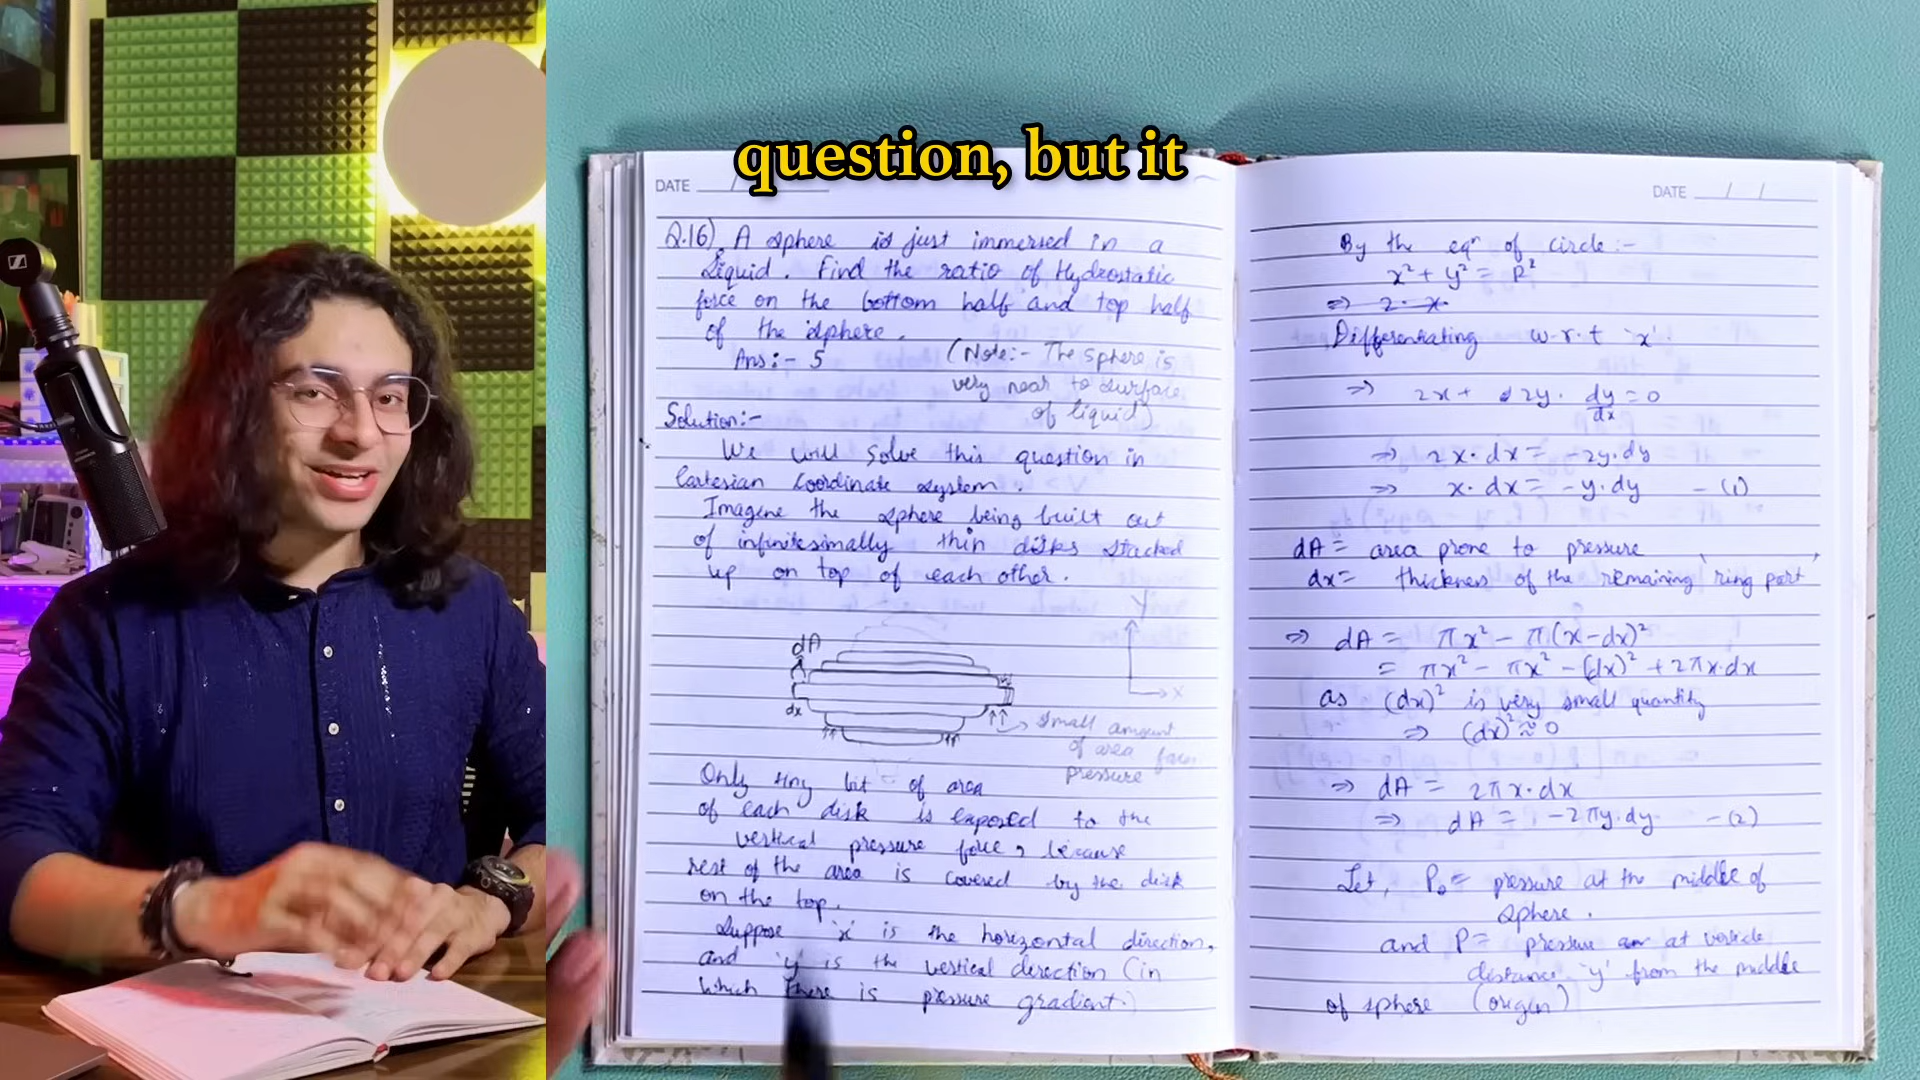 question, but it
DATE
Q.16). A sphere is just immersed in a
Liquid. Find the ratio of Hydrostatic
force on the bottom half and top half
of the sphere.
Ans:- 5
(Note:- The sphere is
very near to surface
of liquid)
Solution:-
We will solve this question in
Cartesian Coordinate system.
Imagine the sphere being built out
of infinitesimally thin disks stacked
up on top of each other.
dA
dx
Y
x
small amount
of area face
pressure
Only tiny bit of area
of each disk is exposed to the
vertical pressure force, because
rest of the area is covered by the disk
on the top.
Suppose 'x' is the horizontal direction,
and 'y' is the vertical direction (in
which there is pressure gradient.)
DATE
By the eqn of circle:-
x² + y² = R²
⇒ 2·x·
Differentiating w·r·t 'x'
⇒ 2x + 2y· dy/dx = 0
⇒ 2x·dx = -2y·dy
⇒ x·dx = -y·dy - (1)
dA = area prone to pressure
dx = thickness of the remaining 'ring part'
⇒ dA = πx² - π(x-dx)²
= πx² - πx² - (dx)² + 2πx·dx
as (dx)² is very small quantity
⇒ (dx)² ≈ 0
⇒ dA = 2πx·dx
⇒ dA = -2πy·dy - (2)
Let, P₀ = pressure at the middle of
sphere.
and P = pressure at verticle
distance 'y' from the middle
of sphere (origin)